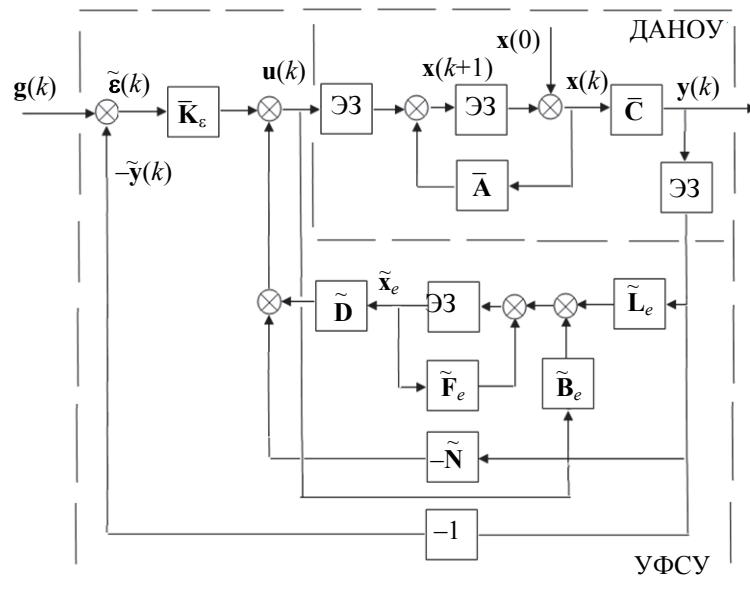 ДАНОУ
x(0)
g(k)
ε̃(k)
u(k)
x(k+1)
x(k)
y(k)
K̅ε
ЭЗ
ЭЗ
C̅
–ỹ(k)
A̅
ЭЗ
x̃e
D̃
ЭЗ
L̃e
F̃e
B̃e
–Ñ
–1
УФСУ